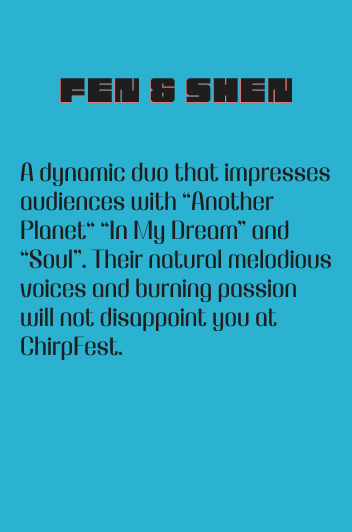 FEN & SHEN
A dynamic duo that impresses
audiences with “Another
Planet“ “In My Dream” and
“Soul”. Their natural melodious
voices and burning passion
will not disappoint you at
ChirpFest.